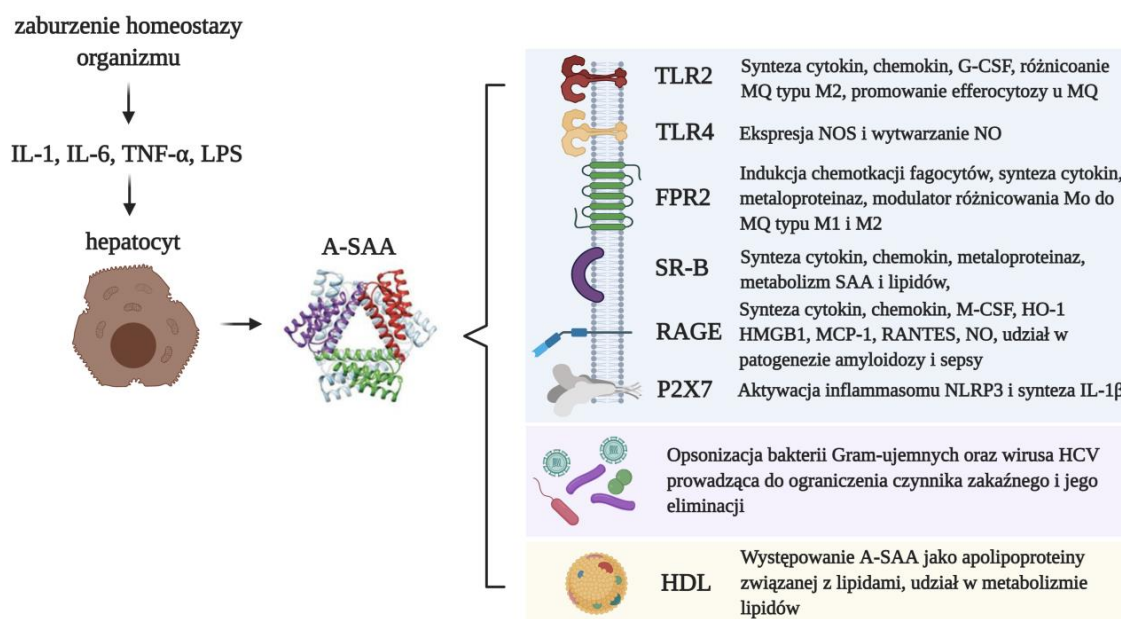 zaburzenie homeostazy
organizmu
IL-1, IL-6, TNF-α, LPS
hepatocyt
A-SAA
TLR2
Synteza cytokin, chemokin, G-CSF, różnicoanie
MQ typu M2, promowanie efferocytozy u MQ
TLR4
Ekspresja NOS i wytwarzanie NO
FPR2
Indukcja chemotkacji fagocytów, synteza cytokin,
metaloproteinaz, modulator różnicowania Mo do
MQ typu M1 i M2
SR-B
Synteza cytokin, chemokin, metaloproteinaz,
metabolizm SAA i lipidów,
RAGE
Synteza cytokin, chemokin, M-CSF, HO-1
HMGB1, MCP-1, RANTES, NO, udział w
patogenezie amyloidozy i sepsy
P2X7
Aktywacja inflammasomu NLRP3 i synteza IL-1β
Opsonizacja bakterii Gram-ujemnych oraz wirusa HCV
prowadząca do ograniczenia czynnika zakaźnego i jego
eliminacji
HDL
Występowanie A-SAA jako apolipoproteiny
związanej z lipidami, udział w metabolizmie
lipidów